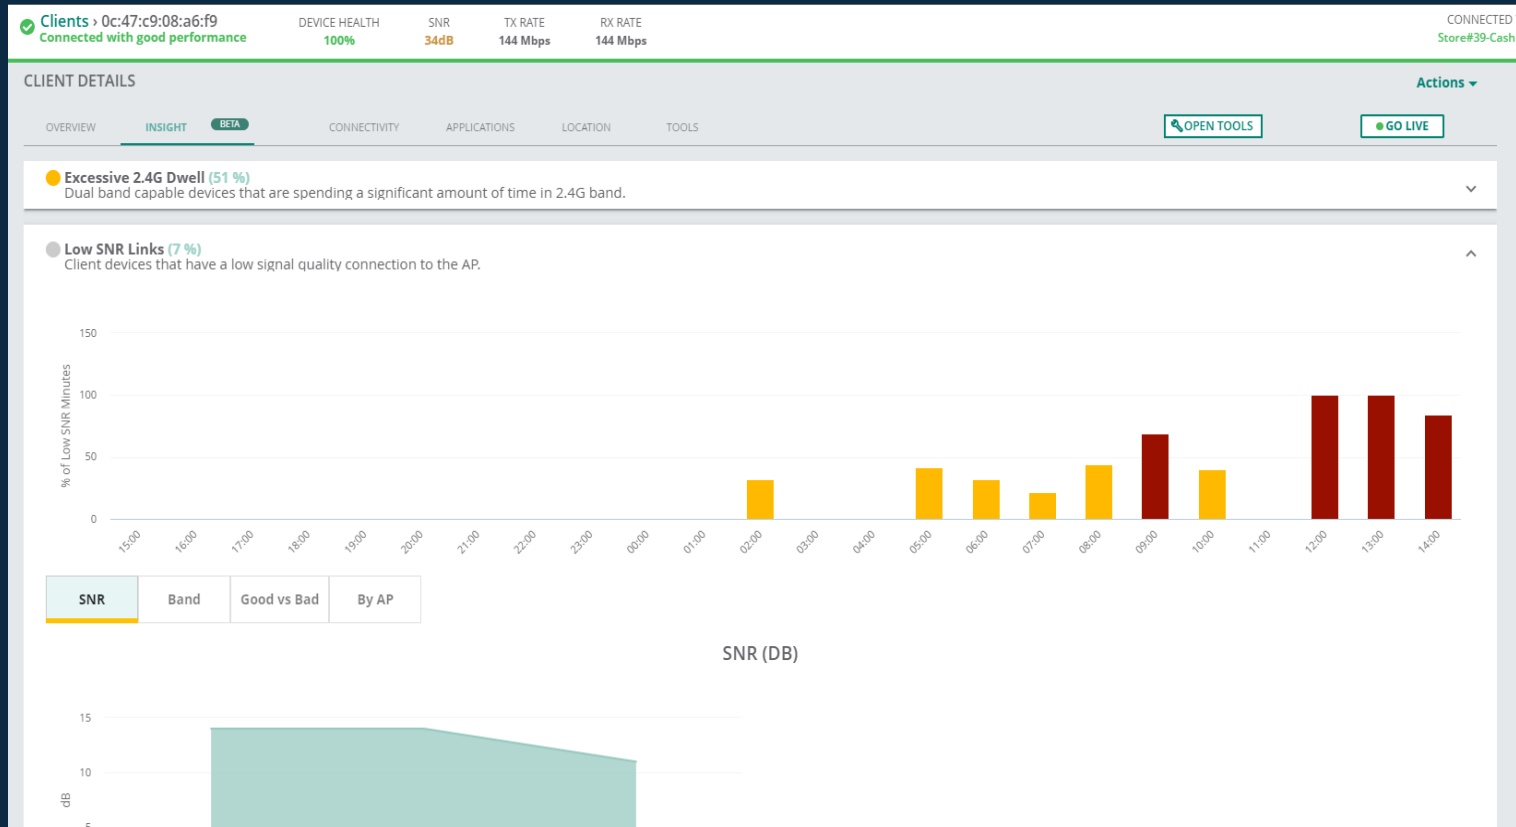 Clients › 0c:47:c9:08:a6:f9
Connected with good performance
DEVICE HEALTH
100%
SNR
34dB
TX RATE
144 Mbps
RX RATE
144 Mbps
CONNECTED
Store#39-Cash
CLIENT DETAILS
Actions
OVERVIEW
INSIGHT
BETA
CONNECTIVITY
APPLICATIONS
LOCATION
TOOLS
OPEN TOOLS
GO LIVE
Excessive 2.4G Dwell (51 %)
Dual band capable devices that are spending a significant amount of time in 2.4G band.
Low SNR Links (7 %)
Client devices that have a low signal quality connection to the AP.
% of Low SNR Minutes
150
100
50
0
15:00
16:00
17:00
18:00
19:00
20:00
21:00
22:00
23:00
00:00
01:00
02:00
03:00
04:00
05:00
06:00
07:00
08:00
09:00
10:00
11:00
12:00
13:00
14:00
SNR
Band
Good vs Bad
By AP
SNR (DB)
15
10
dB
5